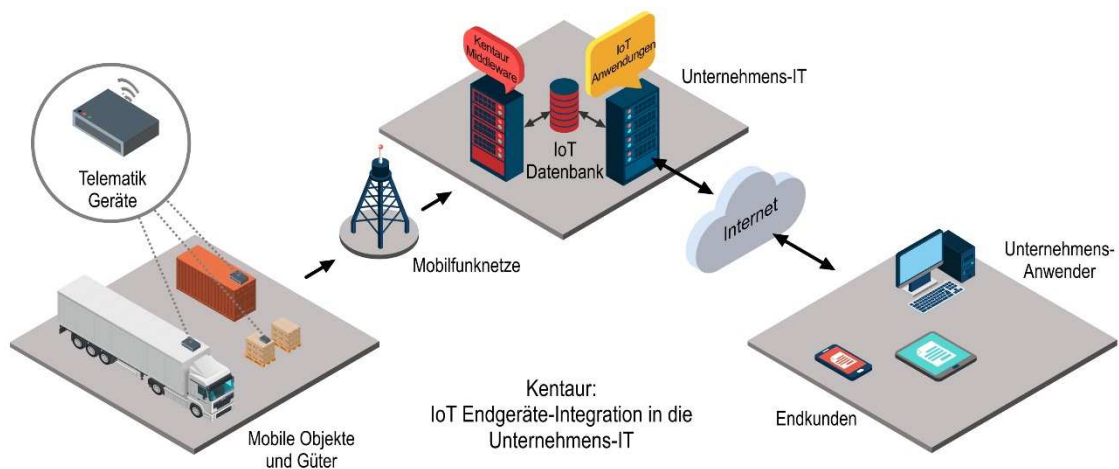 Telematik
Geräte
Mobile Objekte
und Güter
Mobilfunknetze
Kentaur
Middleware
IoT
Anwendungen
IoT
Datenbank
Unternehmens-IT
Internet
Unternehmens-
Anwender
Endkunden
Kentaur:
IoT Endgeräte-Integration in die
Unternehmens-IT